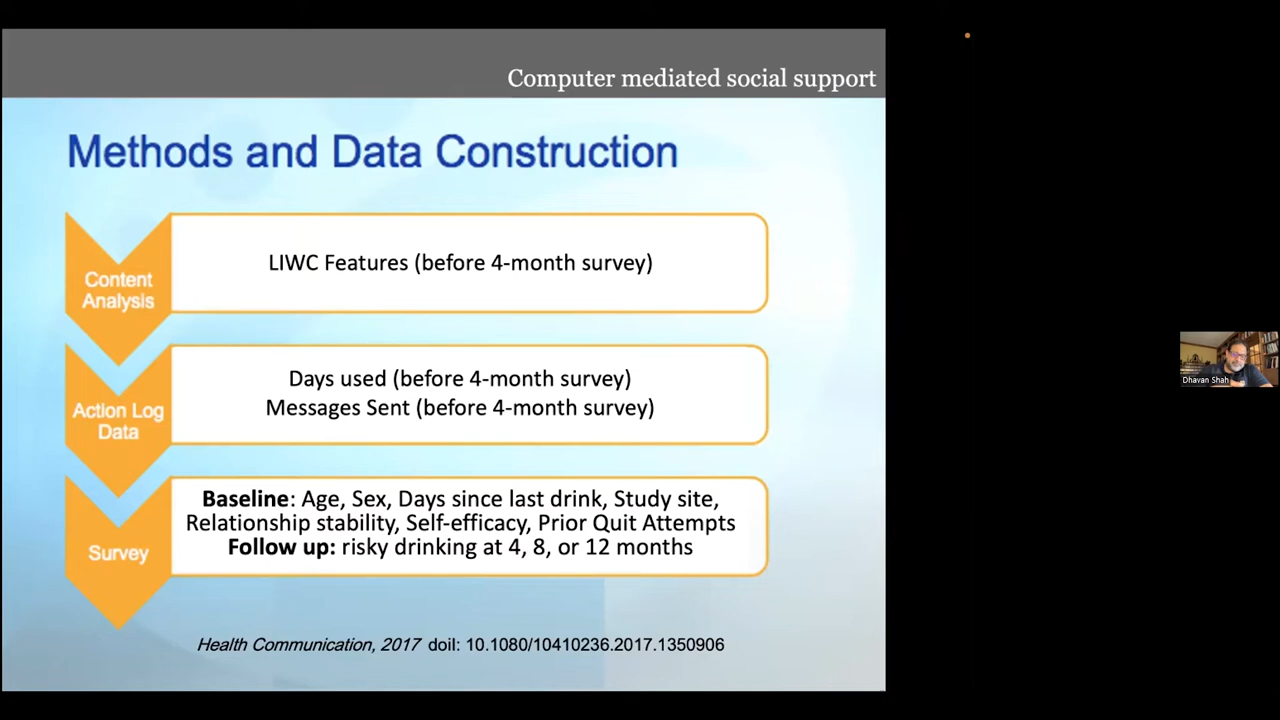 Computer mediated social support
Methods and Data Construction
Content
Analysis
LIWC Features (before 4-month survey)
Action Log
Data
Days used (before 4-month survey)
Messages Sent (before 4-month survey)
Survey
Baseline: Age, Sex, Days since last drink, Study site,
Relationship stability, Self-efficacy, Prior Quit Attempts
Follow up: risky drinking at 4, 8, or 12 months
Health Communication, 2017 doil: 10.1080/10410236.2017.1350906
Dhavan Shah